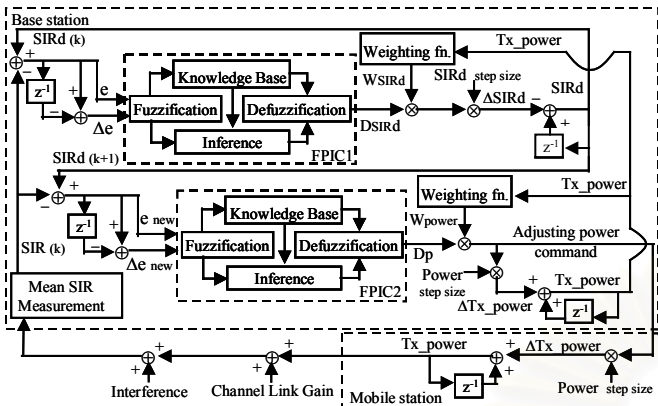 Base station
SIRd (k)
+
−
z-1
+
−
+
e
Δe
Knowledge Base
Fuzzification
Defuzzification
Inference
FPIC1
Weighting fn.
Tx_power
WSIRd
DSIRd
SIRd step size
ΔSIRd
−
+
SIRd
z-1
SIRd (k+1)
+
−
z-1
+
−
+
e new
Δe new
SIR (k)
Knowledge Base
Fuzzification
Defuzzification
Inference
FPIC2
Weighting fn.
Tx_power
Wpower
Dp
Adjusting power
command
Power
step size
ΔTx_power
+
+
Tx_power
z-1
Mean SIR
Measurement
+
+
Interference
+
+
Channel Link Gain
Tx_power
+
+
ΔTx_power
z-1
Mobile station
Power step size